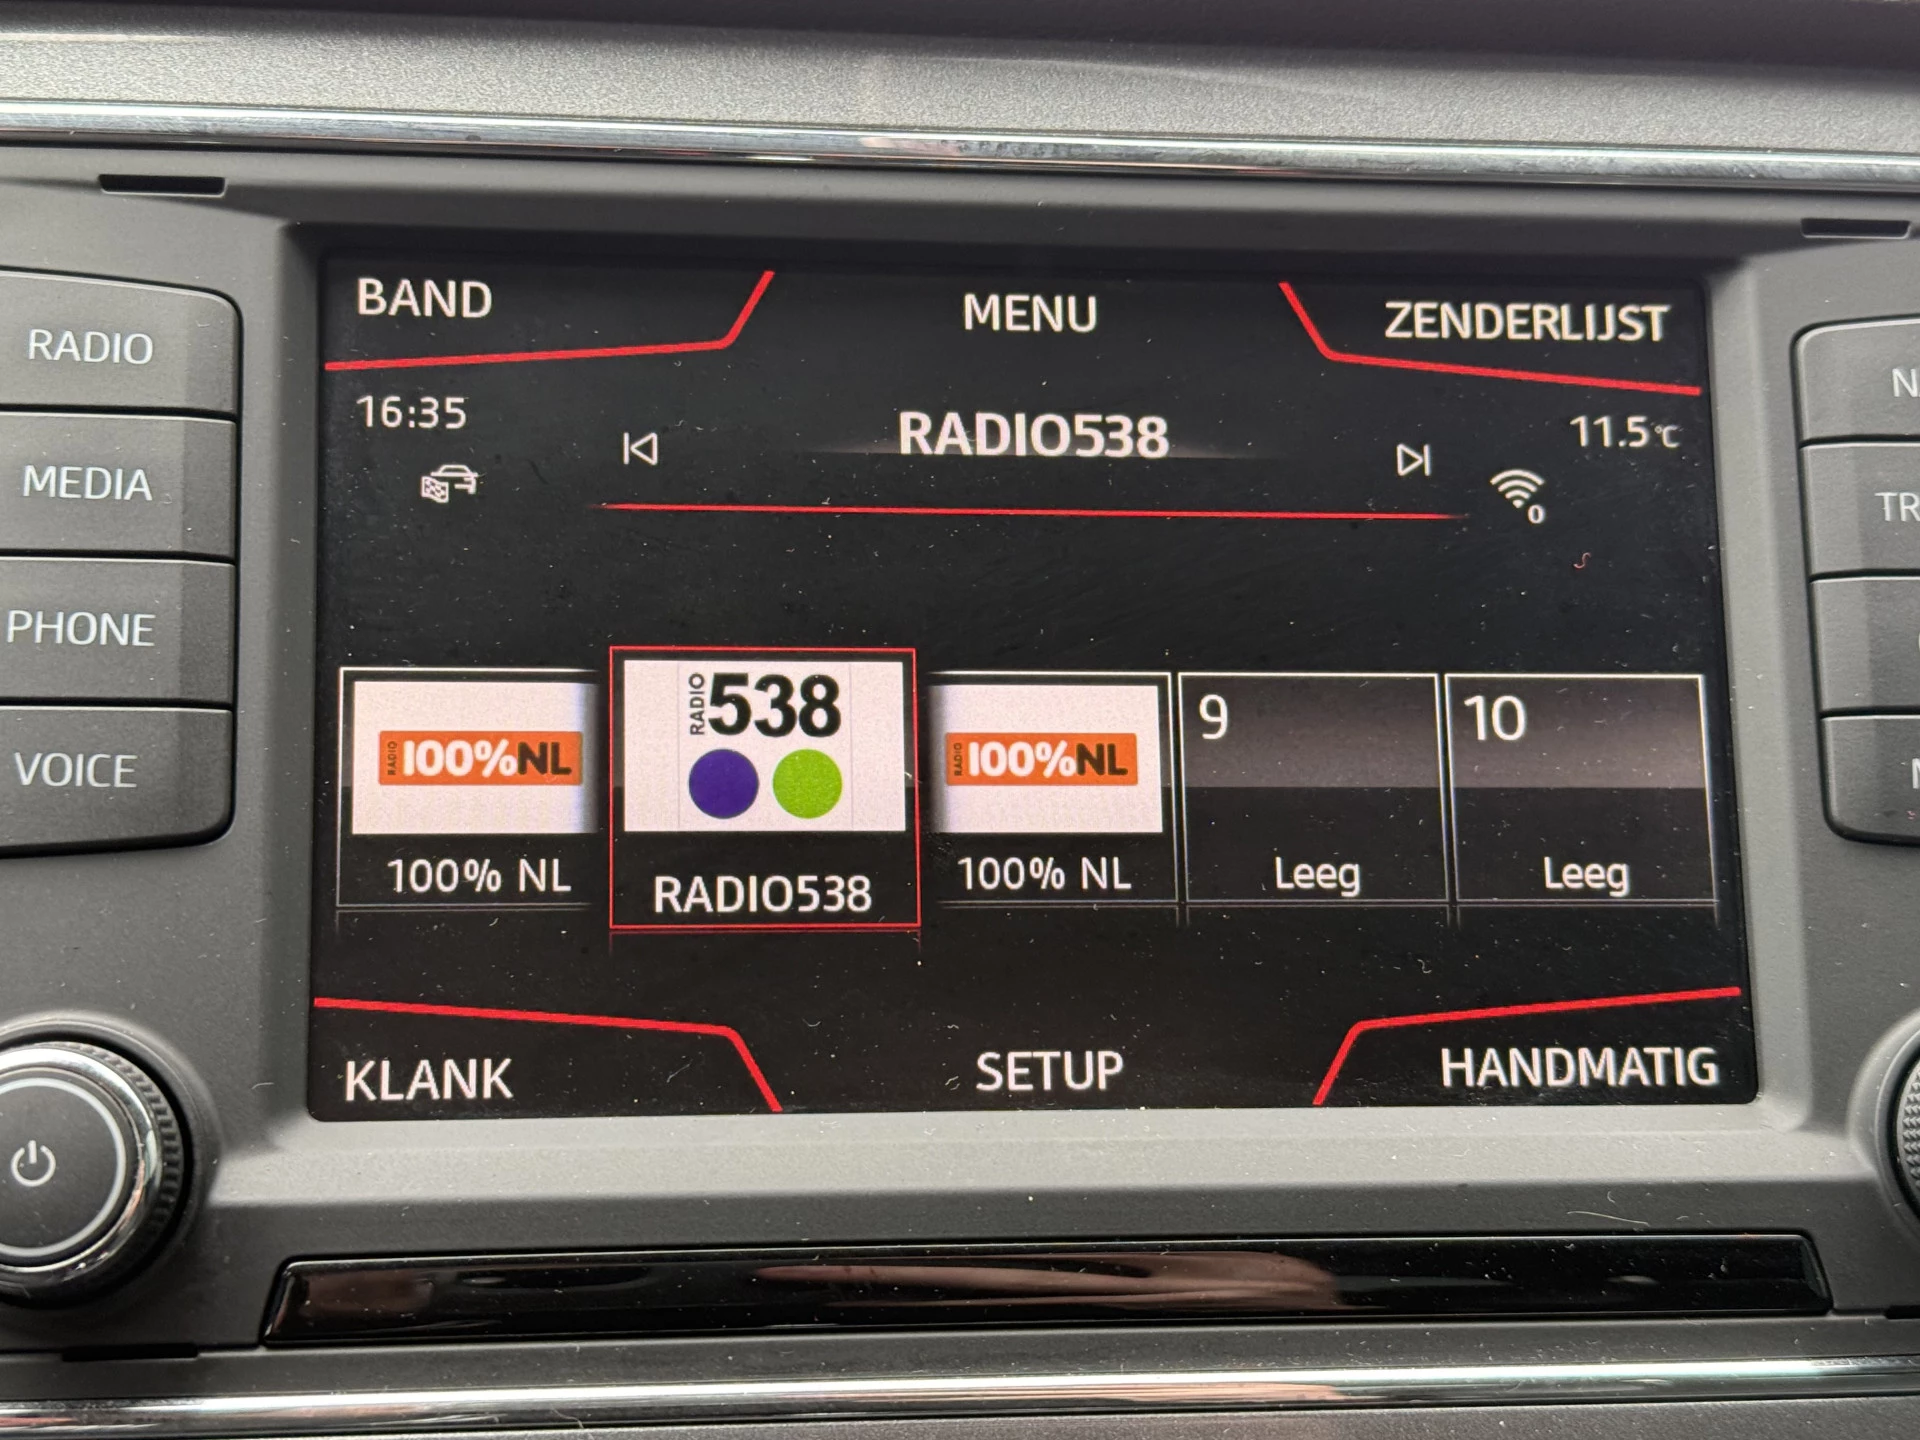 BAND
MENU
ZENDERLIJST
RADIO
16:35
RADIO538
11.5°C
0
MEDIA
PHONE
VOICE
RADIO 100%NL
RADIO 538
RADIO 100%NL
9
10
100% NL
RADIO538
100% NL
Leeg
Leeg
KLANK
SETUP
HANDMATIG